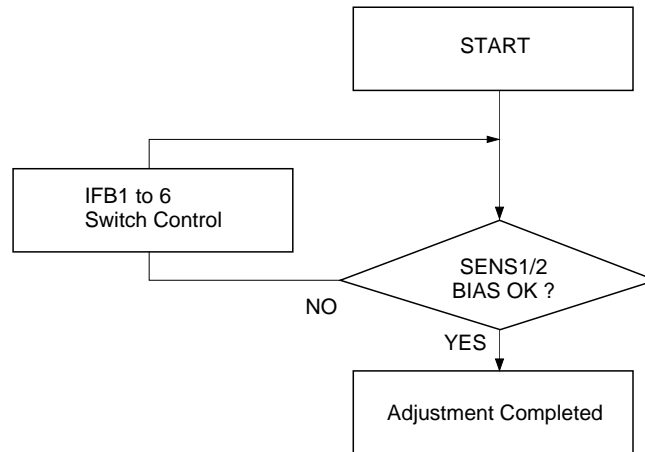 START
IFB1 to 6
Switch Control
SENS1/2
BIAS OK ?
NO
YES
Adjustment Completed